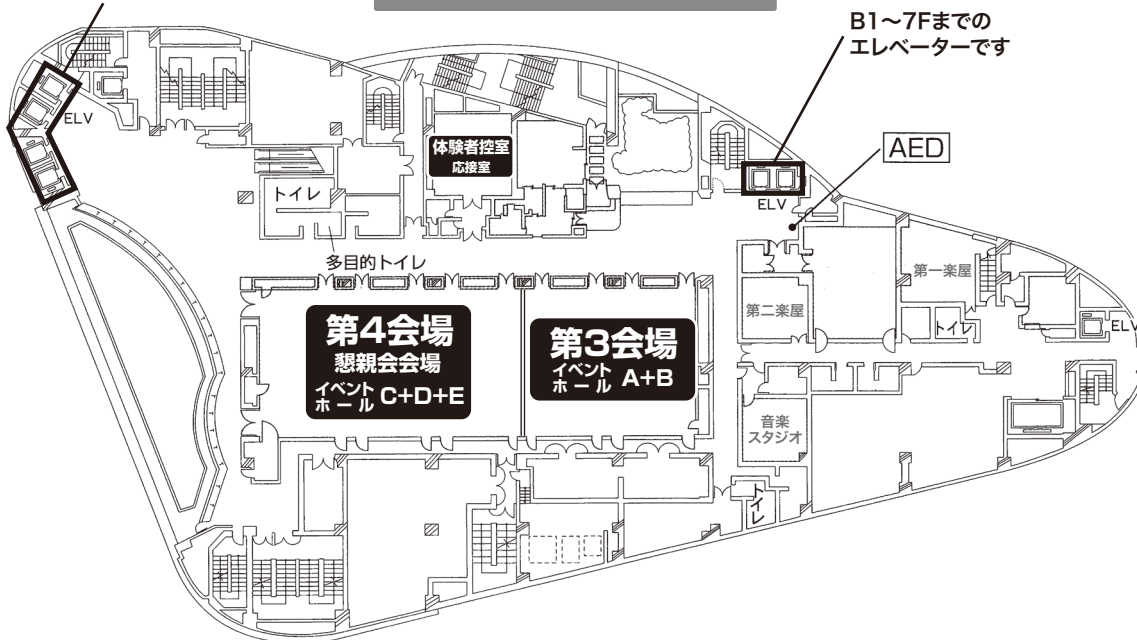 B1～7Fまでの
エレベーターです
AED
ELV
ELV
体験者控室
応接室
トイレ
多目的トイレ
第一楽屋
第二楽屋
トイレ
ELV
第4会場
懇親会会場
イベントホール C+D+E
第3会場
イベントホール A+B
音楽
スタジオ
トイレ